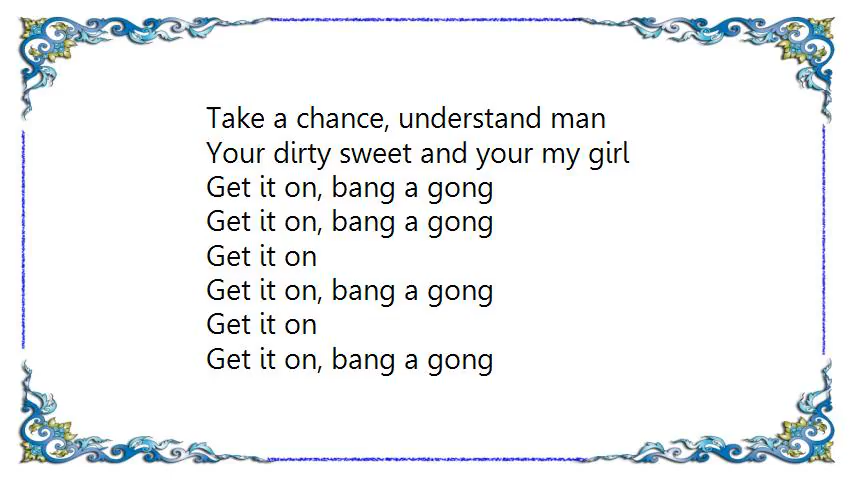 Take a chance, understand man
Your dirty sweet and your my girl
Get it on, bang a gong
Get it on, bang a gong
Get it on
Get it on, bang a gong
Get it on
Get it on, bang a gong